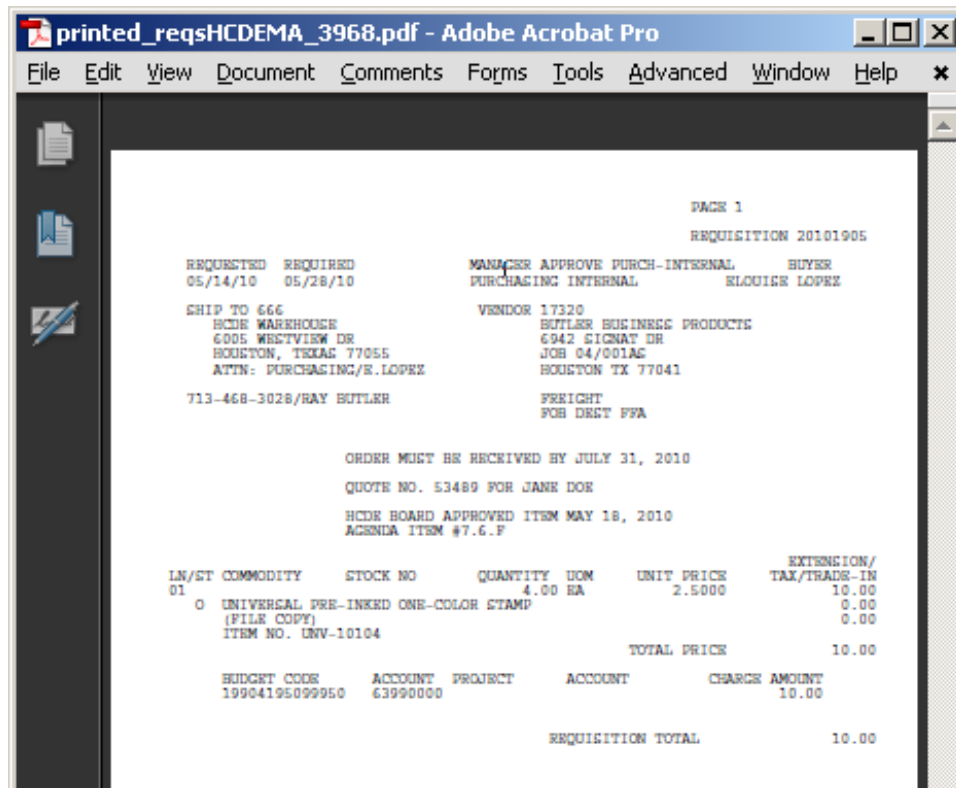 printed_reqsHCDEMA_3968.pdf - Adobe Acrobat Pro
File Edit View Document Comments Forms Tools Advanced Window Help
PAGE 1
REQUISITION 20101905
REQUESTED REQUIRED MANAGER APPROVE PURCH-INTERNAL BUYER
05/14/10 05/28/10 PURCHASING INTERNAL ELOUISE LOPEZ
SHIP TO 666 VENDOR 17320
HCDE WAREHOUSE BUTLER BUSINESS PRODUCTS
6005 WESTVIEW DR 6942 SIGNAT DR
HOUSTON, TEXAS 77055 JOB 04/001AS
ATTN: PURCHASING/E.LOPEZ HOUSTON TX 77041
713-468-3028/RAY BUTLER FREIGHT
FOB DEST FFA
ORDER MUST BE RECEIVED BY JULY 31, 2010
QUOTE NO. 53489 FOR JANE DOE
HCDE BOARD APPROVED ITEM MAY 18, 2010
AGENDA ITEM #7.6.F
EXTENSION/
LN/ST COMMODITY STOCK NO QUANTITY UOM UNIT PRICE TAX/TRADE-IN
01 4.00 EA 2.5000 10.00
O UNIVERSAL PRE-INKED ONE-COLOR STAMP 0.00
(FILE COPY) 0.00
ITEM NO. UNV-10104
TOTAL PRICE 10.00
BUDGET CODE ACCOUNT PROJECT ACCOUNT CHARGE AMOUNT
19904195099950 63990000 10.00
REQUISITION TOTAL 10.00